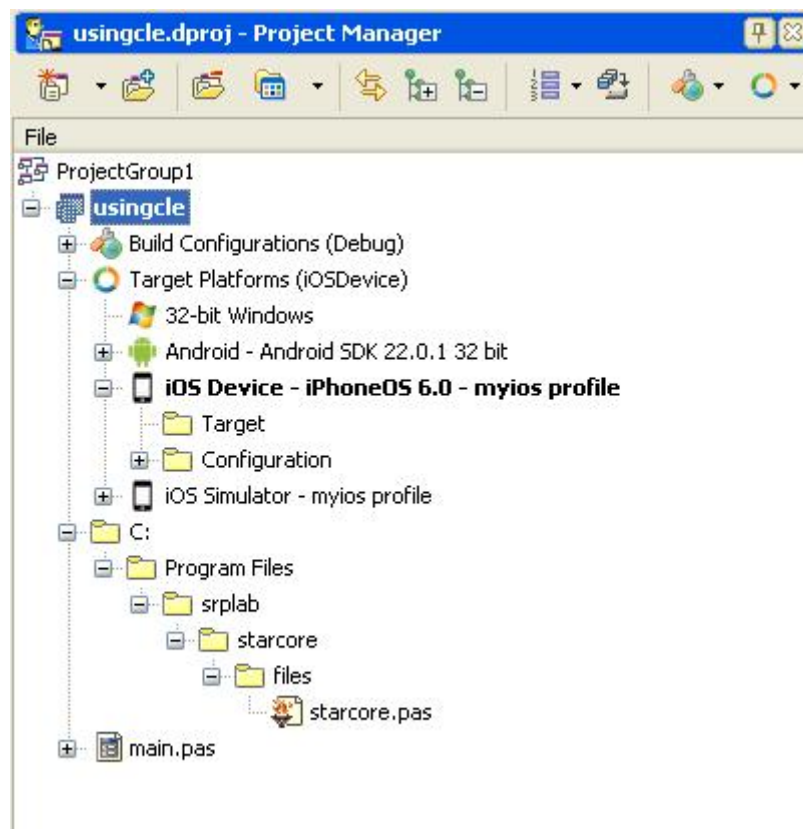 usingcle.dproj - Project Manager
File
ProjectGroup1
usingcle
Build Configurations (Debug)
Target Platforms (iOSDevice)
32-bit Windows
Android - Android SDK 22.0.1 32 bit
iOS Device - iPhoneOS 6.0 - myios profile
Target
Configuration
iOS Simulator - myios profile
C:
Program Files
srplab
starcore
files
starcore.pas
main.pas